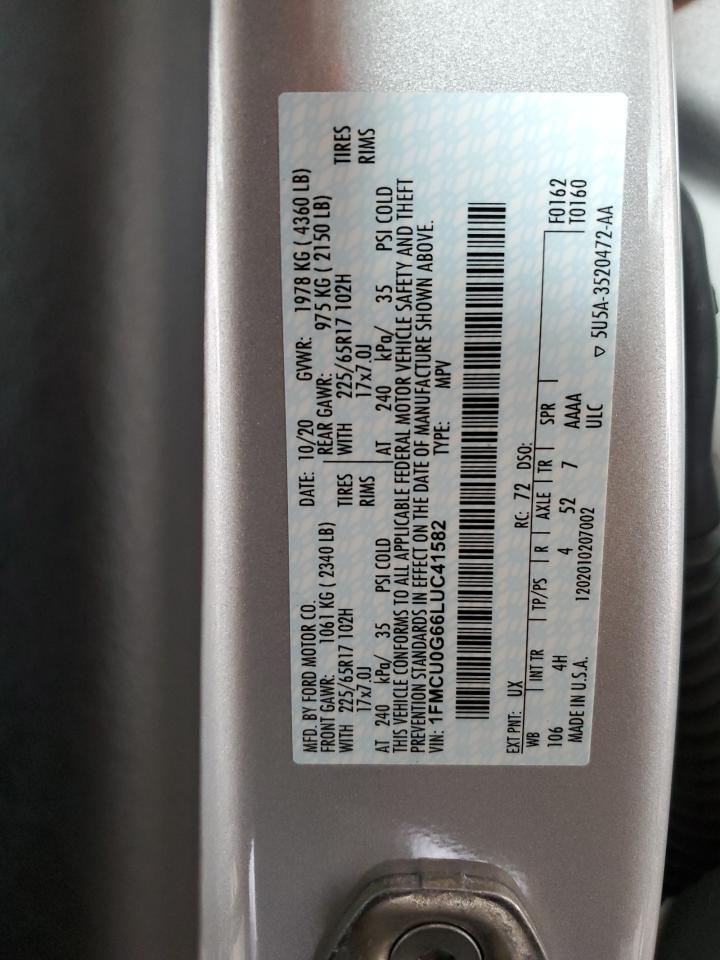 MFD. BY FORD MOTOR CO.
DATE: 10/20 GVWR: 1978 KG ( 4360 LB)
FRONT GAWR: 1061 KG ( 2340 LB) REAR GAWR: 975 KG ( 2150 LB)
WITH 225/65R17 102H TIRES WITH 225/65R17 102H TIRES
17x7.0J RIMS 17x7.0J RIMS
AT 240 kPa/ 35 PSI COLD AT 240 kPa/ 35 PSI COLD
THIS VEHICLE CONFORMS TO ALL APPLICABLE FEDERAL MOTOR VEHICLE SAFETY AND THEFT
PREVENTION STANDARDS IN EFFECT ON THE DATE OF MANUFACTURE SHOWN ABOVE.
VIN: 1FMCU0G66LUC41582 TYPE: MPV
EXT PNT: UX RC: 72 DSO:
WB INT TR TP/PS R AXLE TR SPR F0162
106 4H 4 52 7 AAAA T0160
MADE IN U.S.A. 1202010207002 ULC
▽ 5U5A-3520472-AA